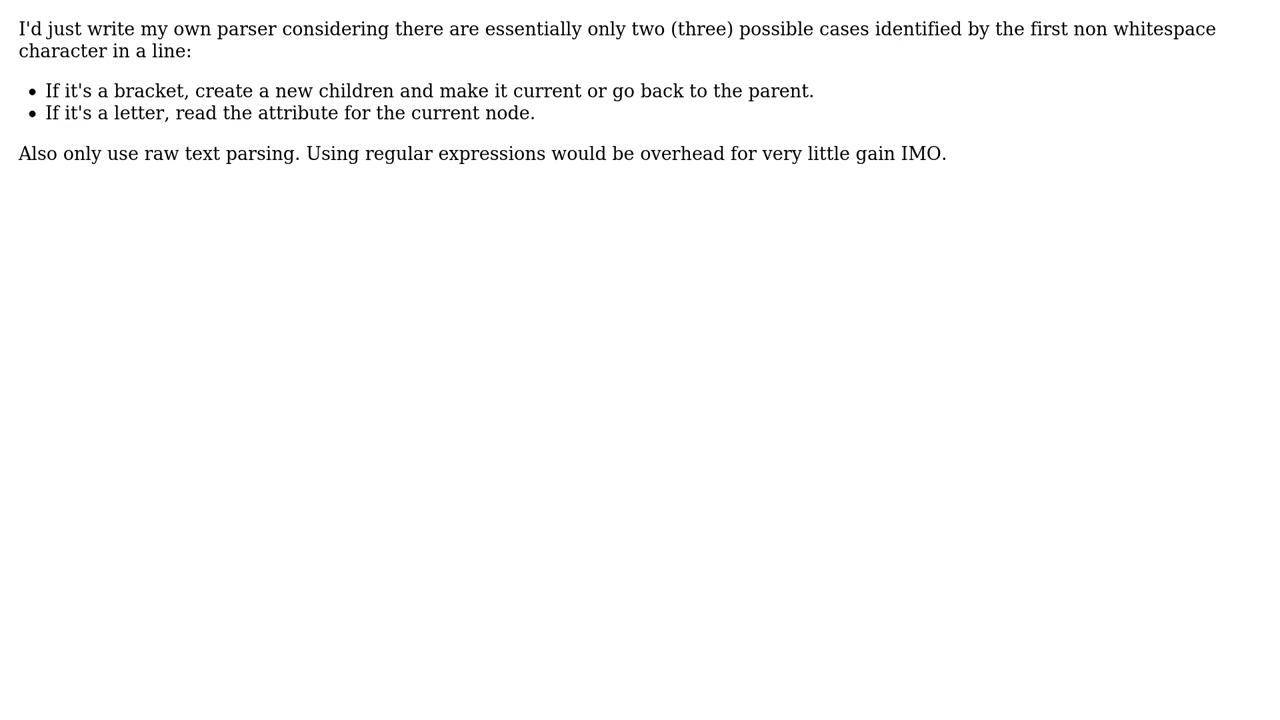 I'd just write my own parser considering there are essentially only two (three) possible cases identified by the first non whitespace
character in a line:
• If it's a bracket, create a new children and make it current or go back to the parent.
• If it's a letter, read the attribute for the current node.
Also only use raw text parsing. Using regular expressions would be overhead for very little gain IMO.